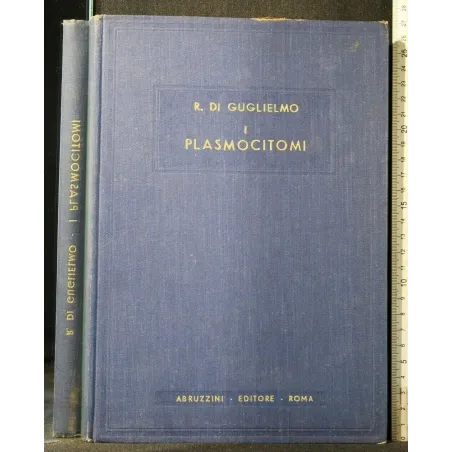 R. DI GUGLIELMO
I
PLASMOCITOMI
ABRUZZINI - EDITORE - ROMA
R. DI GUGLIELMO - I PLASMOCITOMI